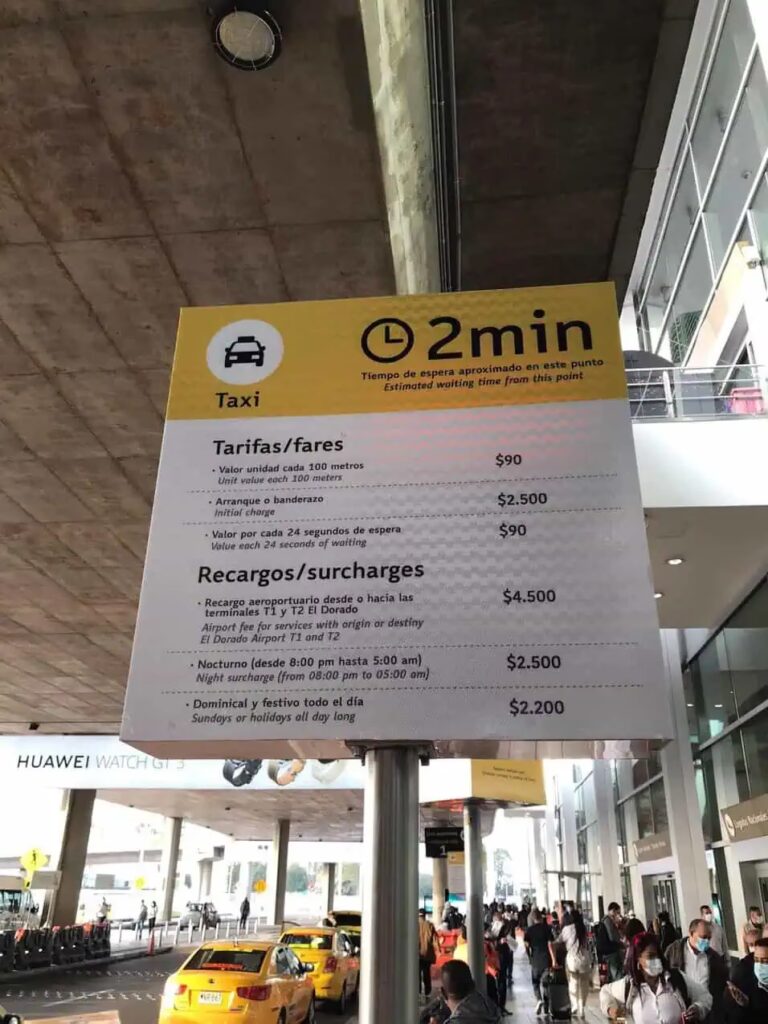 2min
Tiempo de espera aproximado en este punto
Estimated waiting time from this point
Taxi
Tarifas/fares
• Valor unidad cada 100 metros $90
Unit value each 100 meters
• Arranque o banderazo $2.500
Initial charge
• Valor por cada 24 segundos de espera $90
Value each 24 seconds of waiting
Recargos/surcharges
• Recargo aeroportuario desde o hacia las $4.500
terminales T1 y T2 El Dorado
Airport fee for services with origin or destiny
El Dorado Airport T1 and T2
• Nocturno (desde 8:00 pm hasta 5:00 am) $2.500
Night surcharge (from 08:00 pm to 05:00 am)
• Dominical y festivo todo el día $2.200
Sundays or holidays all day long
HUAWEI WATCH GT 3
1
Llegadas Nacionales